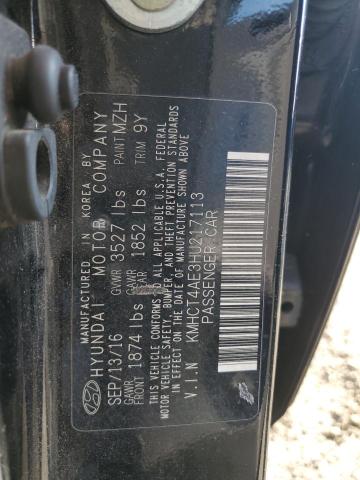 MANUFACTURED IN KOREA BY
HYUNDAI MOTOR COMPANY
SEP/13/16 GVWR 3527 lbs PAINT MZH
GAWR FRONT 1874 lbs GAWR REAR 1852 lbs TRIM 9Y
THIS VEHICLE CONFORMS TO ALL APPLICABLE U.S.A. FEDERAL
MOTOR VEHICLE SAFETY, BUMPER, AND THEFT PREVENTION STANDARDS
IN EFFECT ON THE DATE OF MANUFACTURE SHOWN ABOVE
V.I.N KMHCT4AE3HU217113
PASSENGER CAR